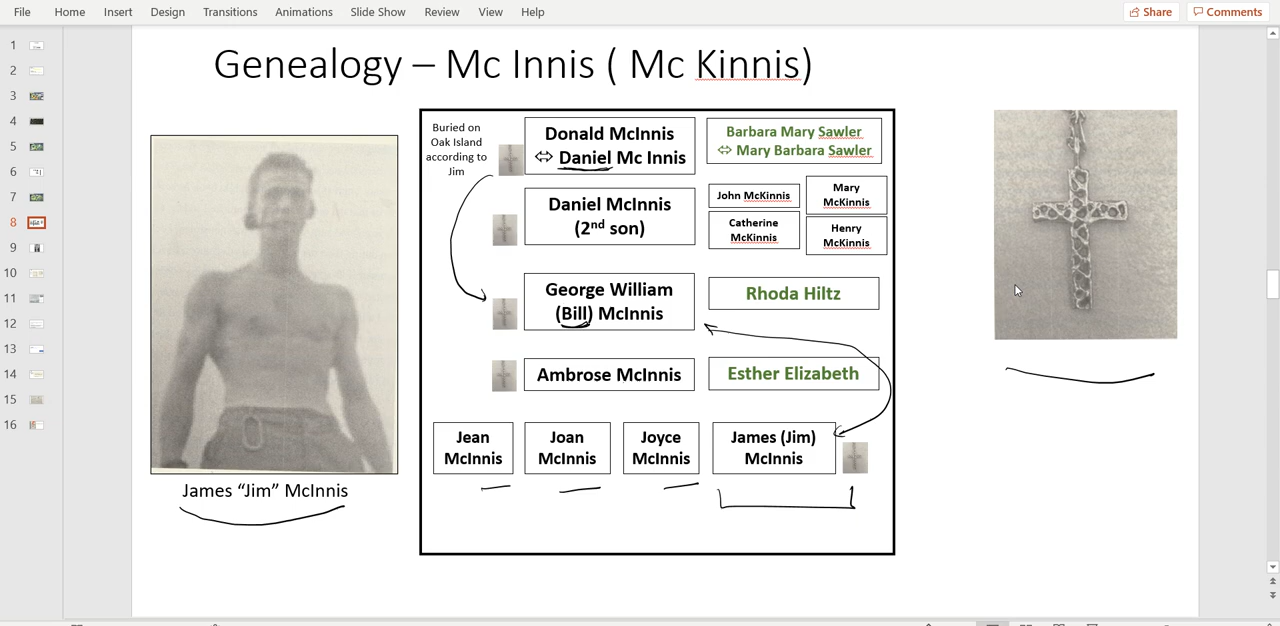 File Home Insert Design Transitions Animations Slide Show Review View Help Share Comments
1
2
3
4
5
6
7
8
9
10
11
12
13
14
15
16
Genealogy – Mc Innis ( Mc Kinnis)
James “Jim” McInnis
Buried on
Oak Island
according to
Jim
Donald McInnis
⇔ Daniel Mc Innis
Barbara Mary Sawler
⇔ Mary Barbara Sawler
Daniel McInnis
(2nd son)
John McKinnis
Mary
McKinnis
Catherine
McKinnis
Henry
McKinnis
George William
(Bill) McInnis
Rhoda Hiltz
Ambrose McInnis
Esther Elizabeth
Jean
McInnis
Joan
McInnis
Joyce
McInnis
James (Jim)
McInnis